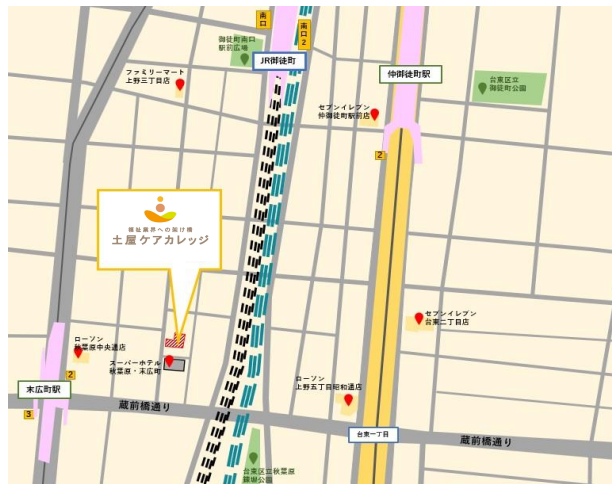 南口
南口2
御徒町南口
駅前広場
JR御徒町
仲御徒町駅
ファミリーマート
上野三丁目店
台東区立
御徒町公園
セブンイレブン
仲御徒町駅前店
2
福祉業界への架け橋
土屋ケアカレッジ
セブンイレブン
台東二丁目店
ローソン
秋葉原中央通店
スーパーホテル
秋葉原・末広町
2
末広町駅
ローソン
上野五丁目昭和通店
3
蔵前橋通り
台東一丁目
蔵前橋通り
台東区立秋葉原
練塀公園